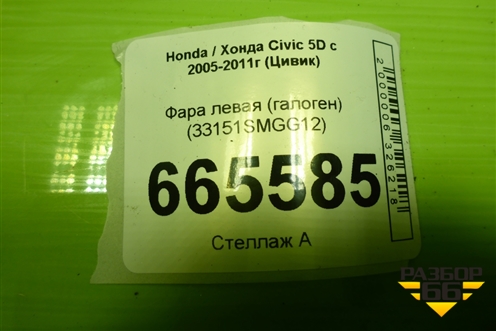 Honda / Хонда Civic 5D с
2005-2011г (Цивик)
Фара левая (галоген)
(33151SMGG12)
665585
Стеллаж А
2000006326218
РАЗБОР
66